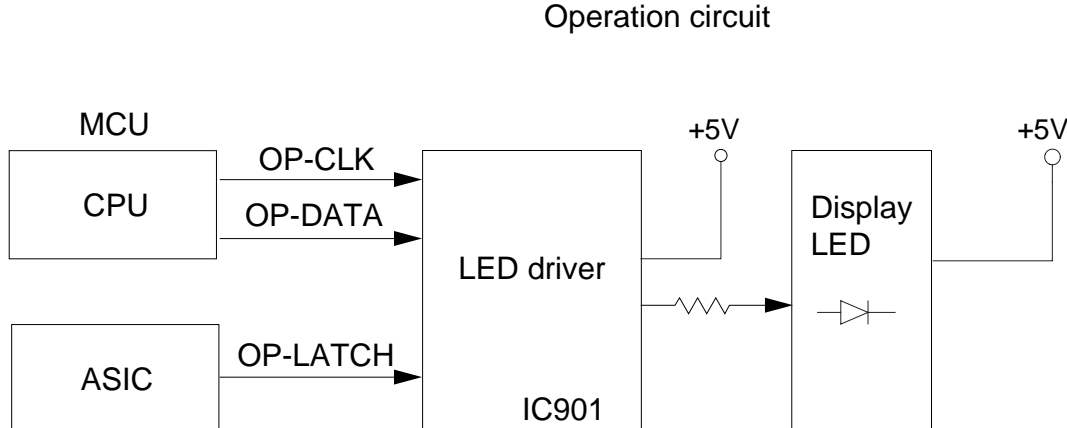 Operation circuit
MCU
+5V
+5V
OP-CLK
CPU
OP-DATA
Display
LED
LED driver
OP-LATCH
ASIC
IC901